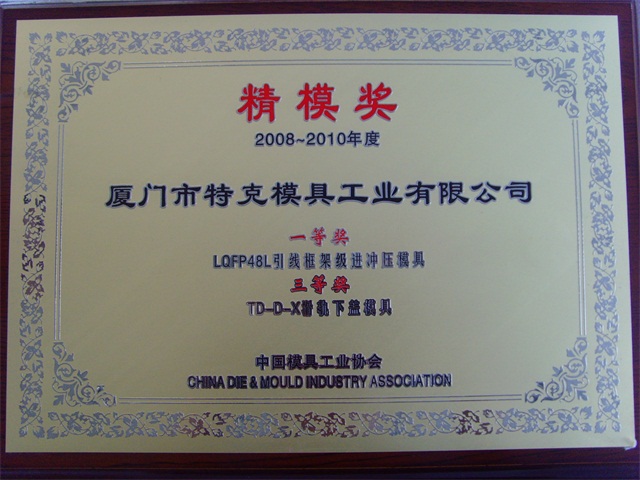 精模奖
2008~2010年度
厦门市特克模具工业有限公司
一等奖
LQFP48L引线框架级进冲压模具
三等奖
TD-D-X滑轨下盖模具
中国模具工业协会
CHINA DIE & MOULD INDUSTRY ASSOCIATION